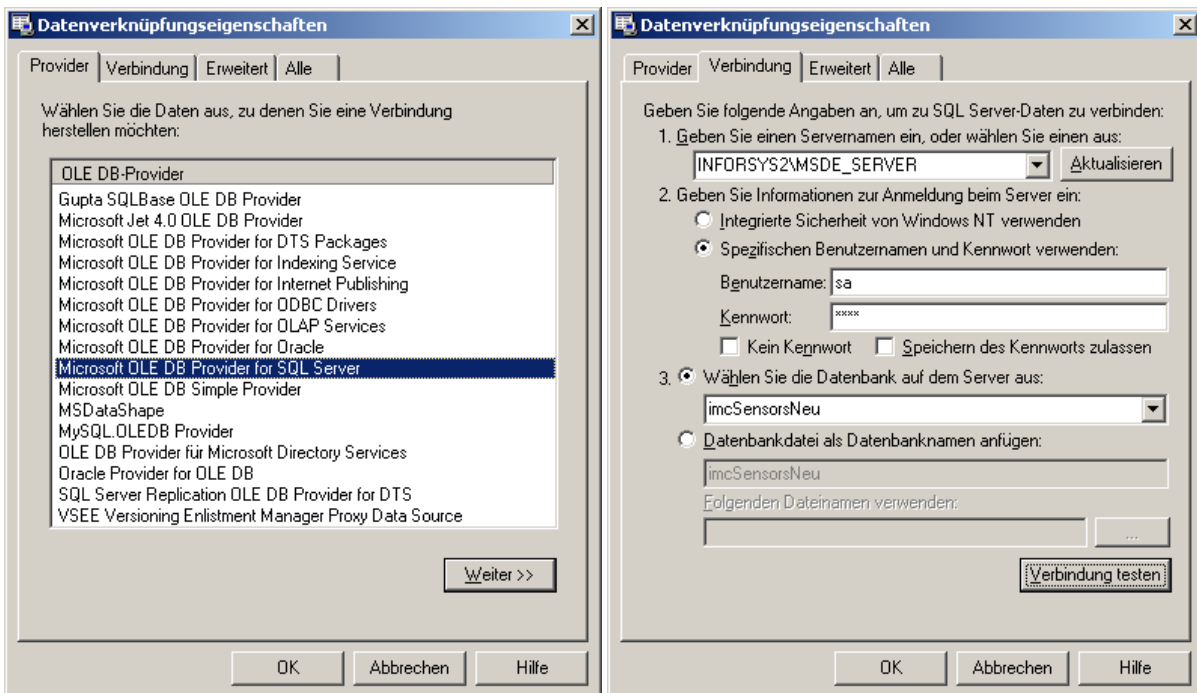 Datenverknüpfungseigenschaften
Provider
Verbindung
Erweitert
Alle
Wählen Sie die Daten aus, zu denen Sie eine Verbindung
herstellen möchten:
OLE DB-Provider
Gupta SQLBase OLE DB Provider
Microsoft Jet 4.0 OLE DB Provider
Microsoft OLE DB Provider for DTS Packages
Microsoft OLE DB Provider for Indexing Service
Microsoft OLE DB Provider for Internet Publishing
Microsoft OLE DB Provider for ODBC Drivers
Microsoft OLE DB Provider for OLAP Services
Microsoft OLE DB Provider for Oracle
Microsoft OLE DB Provider for SQL Server
Microsoft OLE DB Simple Provider
MSDataShape
MySQL.OLEDB Provider
OLE DB Provider für Microsoft Directory Services
Oracle Provider for OLE DB
SQL Server Replication OLE DB Provider for DTS
VSEE Versioning Enlistment Manager Proxy Data Source
Weiter >>
OK
Abbrechen
Hilfe
Datenverknüpfungseigenschaften
Provider
Verbindung
Erweitert
Alle
Geben Sie folgende Angaben an, um zu SQL Server-Daten zu verbinden:
1. Geben Sie einen Servernamen ein, oder wählen Sie einen aus:
INFORSYS2\MSDE_SERVER
Aktualisieren
2. Geben Sie Informationen zur Anmeldung beim Server ein:
Integrierte Sicherheit von Windows NT verwenden
Spezifischen Benutzernamen und Kennwort verwenden:
Benutzername: sa
Kennwort: ****
Kein Kennwort
Speichern des Kennworts zulassen
3. Wählen Sie die Datenbank auf dem Server aus:
imcSensorsNeu
Datenbankdatei als Datenbanknamen anfügen:
imcSensorsNeu
Folgenden Dateinamen verwenden:
...
Verbindung testen
OK
Abbrechen
Hilfe